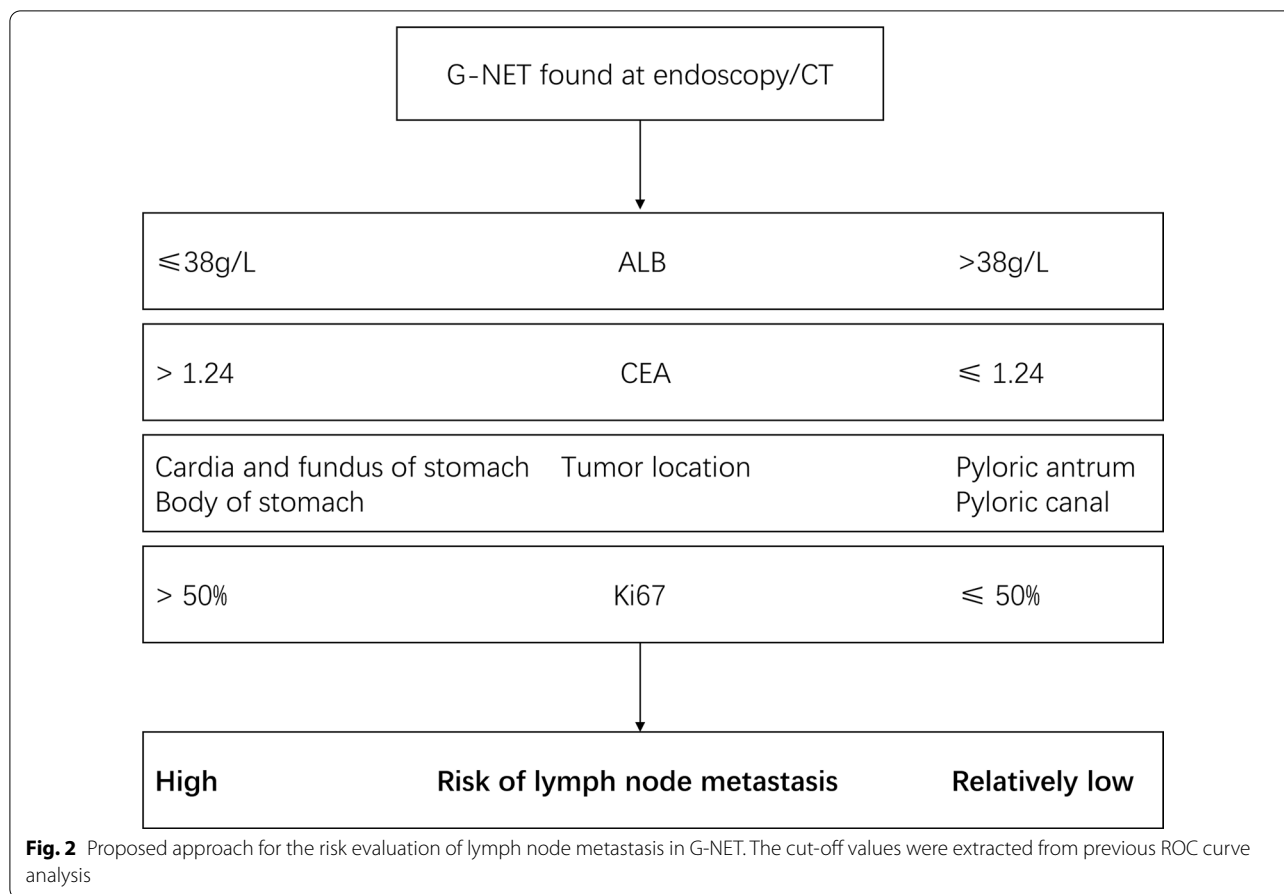 G-NET found at endoscopy/CT
⩽38g/L ALB >38g/L
> 1.24 CEA ⩽ 1.24
Cardia and fundus of stomach Tumor location Pyloric antrum
Body of stomach Pyloric canal
> 50% Ki67 ⩽ 50%
High Risk of lymph node metastasis Relatively low
Fig. 2 Proposed approach for the risk evaluation of lymph node metastasis in G-NET. The cut-off values were extracted from previous ROC curve
analysis